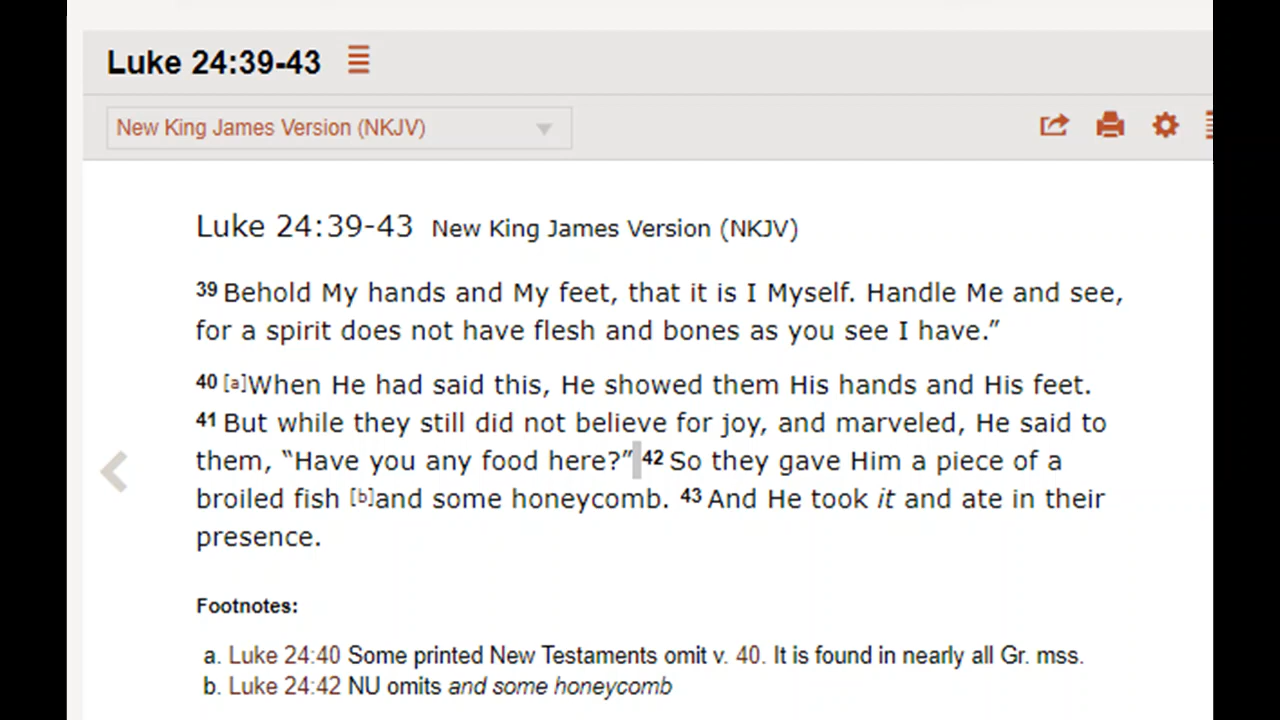 Luke 24:39-43
New King James Version (NKJV)
Luke 24:39-43 New King James Version (NKJV)
39 Behold My hands and My feet, that it is I Myself. Handle Me and see,
for a spirit does not have flesh and bones as you see I have.”
40 [a]When He had said this, He showed them His hands and His feet.
41 But while they still did not believe for joy, and marveled, He said to
them, “Have you any food here?” 42 So they gave Him a piece of a
broiled fish [b]and some honeycomb. 43 And He took it and ate in their
presence.
Footnotes:
a. Luke 24:40 Some printed New Testaments omit v. 40. It is found in nearly all Gr. mss.
b. Luke 24:42 NU omits and some honeycomb